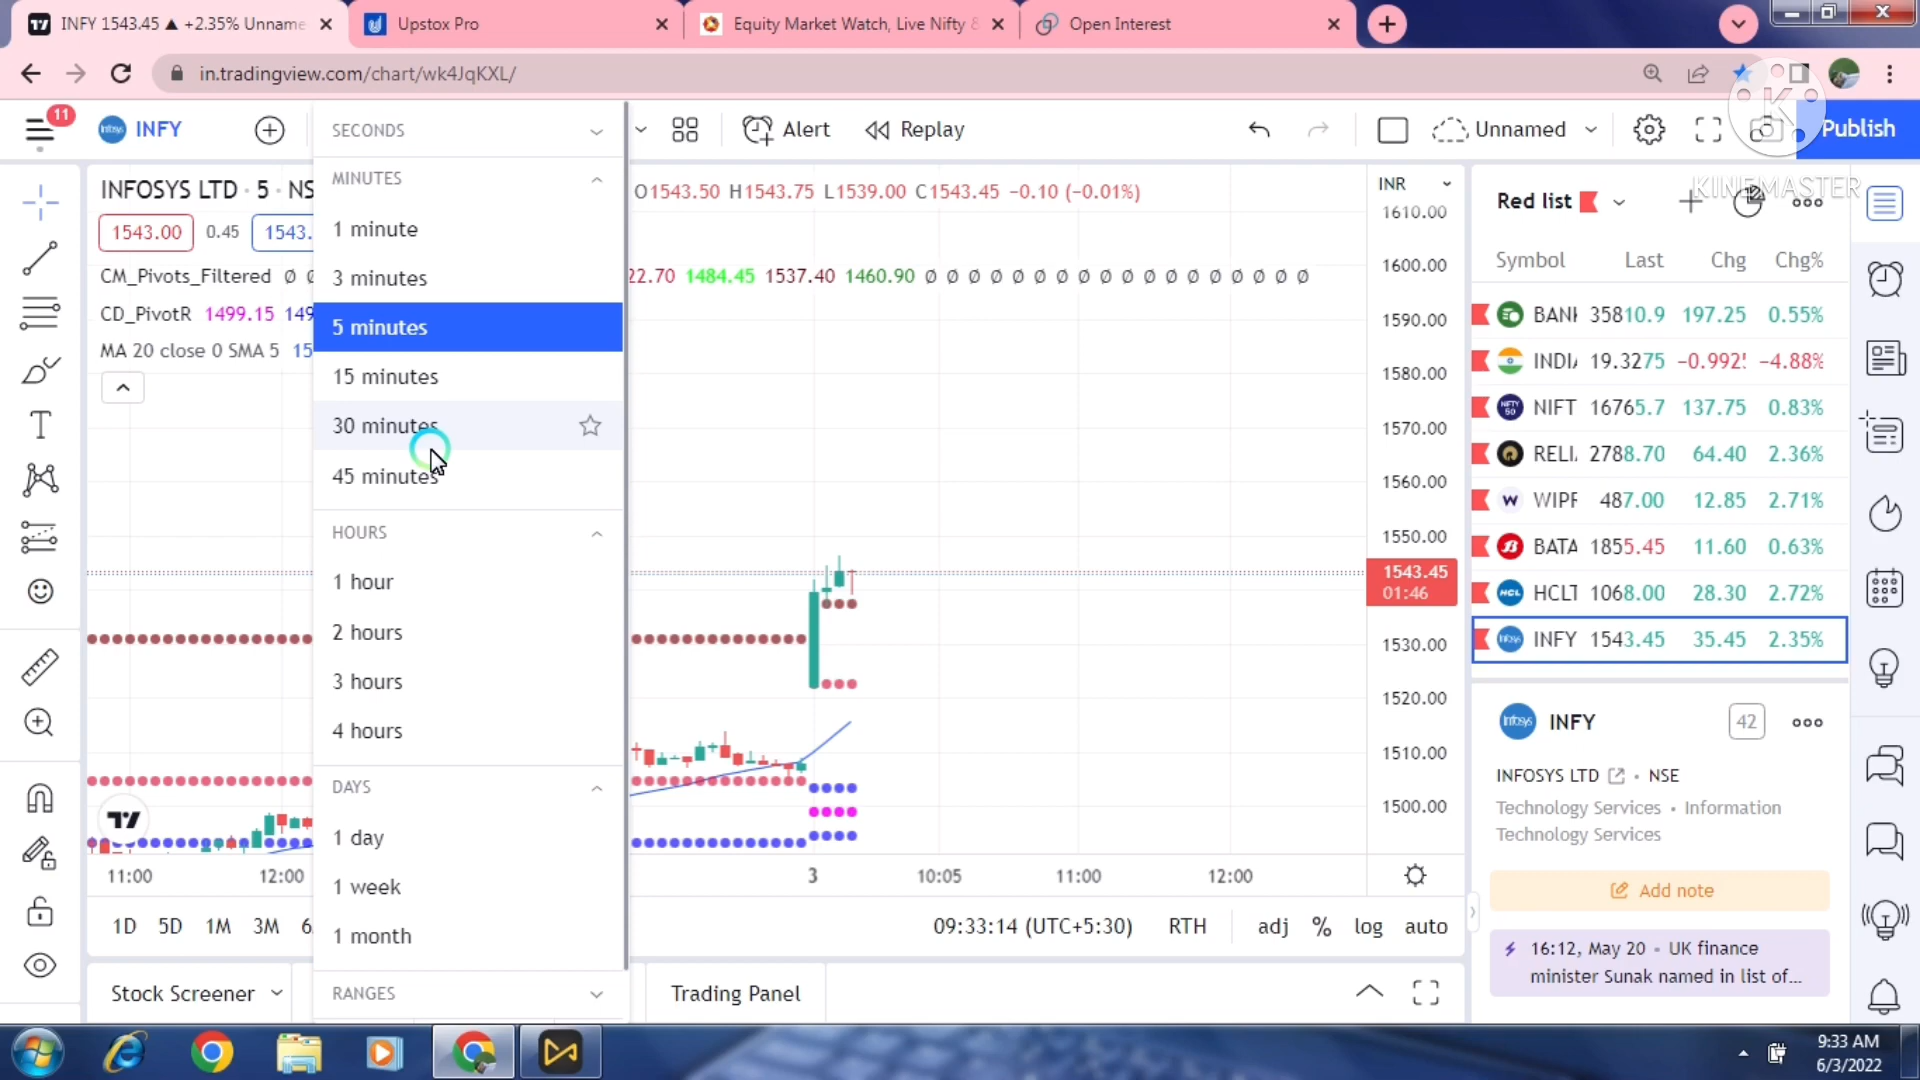 INFY 1543.45 ▲ +2.35% Unname
Upstox Pro
Equity Market Watch, Live Nifty &
Open Interest
in.tradingview.com/chart/wk4JqKXL/
11
INFY
Alert
Replay
Unnamed
Publish
KINEMASTER
SECONDS
MINUTES
1 minute
3 minutes
5 minutes
15 minutes
30 minutes
45 minutes
HOURS
1 hour
2 hours
3 hours
4 hours
DAYS
1 day
1 week
1 month
RANGES
INFOSYS LTD · 5 · NS
O1543.50 H1543.75 L1539.00 C1543.45 −0.10 (−0.01%)
1543.00 0.45 1543.
CM_Pivots_Filtered ø
22.70 1484.45 1537.40 1460.90 ø ø ø ø ø ø ø ø ø ø ø ø ø ø ø ø ø ø
CD_PivotR 1499.15 149
MA 20 close 0 SMA 5 15
INR
1610.00
1600.00
1590.00
1580.00
1570.00
1560.00
1550.00
1543.45
01:46
1530.00
1520.00
1510.00
1500.00
11:00 12:00 3 10:05 11:00 12:00
1D 5D 1M 3M 6
09:33:14 (UTC+5:30) RTH adj % log auto
Stock Screener
Trading Panel
Red list
Symbol Last Chg Chg%
BANK 35810.9 197.25 0.55%
INDIA 19.3275 −0.992 −4.88%
NIFT 16765.7 137.75 0.83%
RELI 2788.70 64.40 2.36%
WIPR 487.00 12.85 2.71%
BATA 1855.45 11.60 0.63%
HCLT 1068.00 28.30 2.72%
INFY 1543.45 35.45 2.35%
INFY 42
INFOSYS LTD • NSE
Technology Services • Information
Technology Services
Add note
16:12, May 20 • UK finance
minister Sunak named in list of...
9:33 AM
6/3/2022